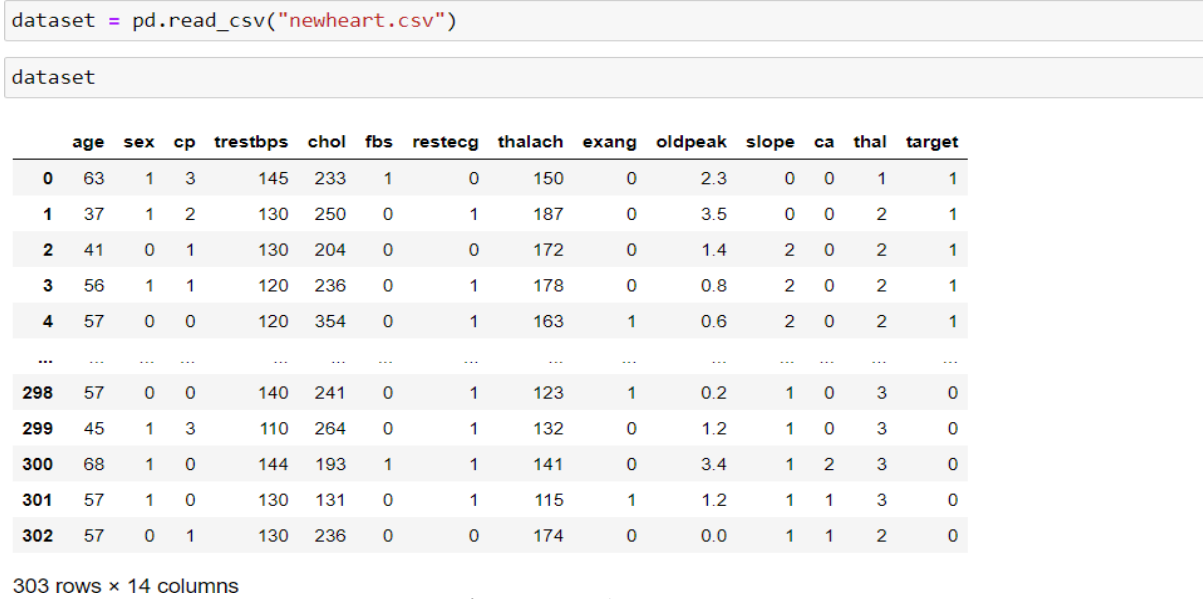 dataset = pd.read_csv("newheart.csv")
dataset
age sex cp trestbps chol fbs restecg thalach exang oldpeak slope ca thal target
0 63 1 3 145 233 1 0 150 0 2.3 0 0 1 1
1 37 1 2 130 250 0 1 187 0 3.5 0 0 2 1
2 41 0 1 130 204 0 0 172 0 1.4 2 0 2 1
3 56 1 1 120 236 0 1 178 0 0.8 2 0 2 1
4 57 0 0 120 354 0 1 163 1 0.6 2 0 2 1
... ... ... ... ... ... ... ... ... ... ... ... ... ... ...
298 57 0 0 140 241 0 1 123 1 0.2 1 0 3 0
299 45 1 3 110 264 0 1 132 0 1.2 1 0 3 0
300 68 1 0 144 193 1 1 141 0 3.4 1 2 3 0
301 57 1 0 130 131 0 1 115 1 1.2 1 1 3 0
302 57 0 1 130 236 0 0 174 0 0.0 1 1 2 0
303 rows × 14 columns